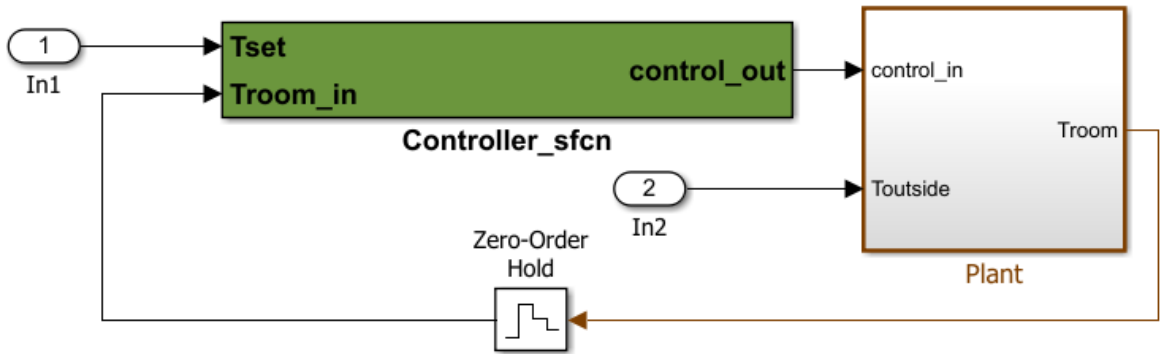 1
In1
Tset
Troom_in
control_out
Controller_sfcn
control_in
Troom
Toutside
Plant
2
In2
Zero-Order
Hold